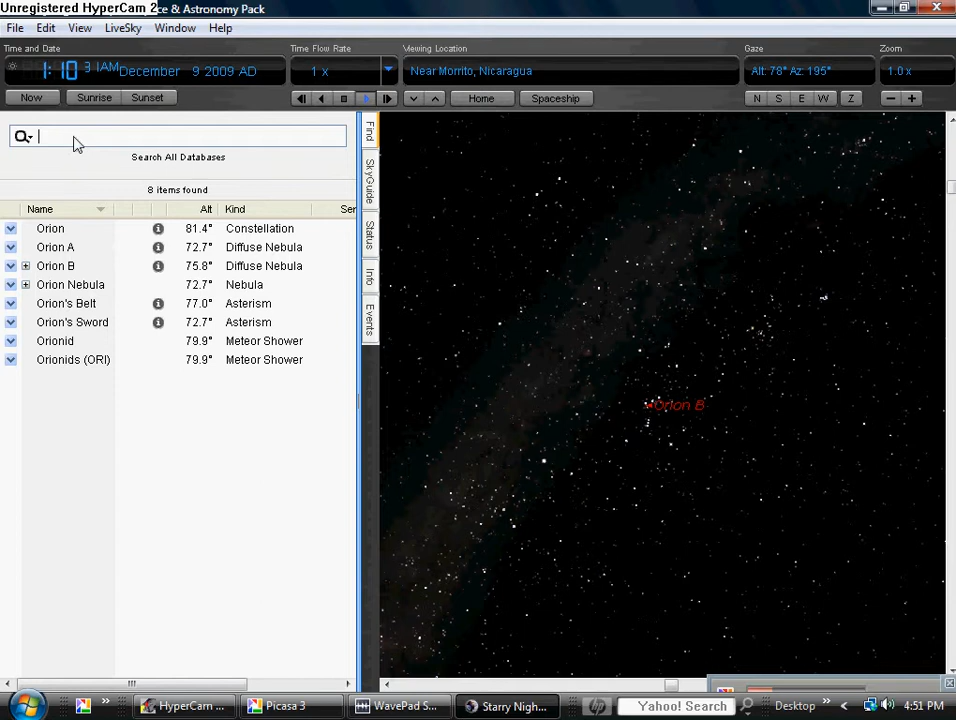 Unregistered HyperCam 2 ce & Astronomy Pack
File Edit View LiveSky Window Help
Time and Date Time Flow Rate Viewing Location Gaze Zoom
1:10 December 9 2009 AD 1 x Near Morrito, Nicaragua Alt: 78° Az: 195° 1.0 x
Now Sunrise Sunset Home Spaceship N S E W Z
Find
SkyGuide
Status
Info
Events
Search All Databases
8 items found
Name Alt Kind Ser
Orion 81.4° Constellation
Orion A 72.7° Diffuse Nebula
Orion B 75.8° Diffuse Nebula
Orion Nebula 72.7° Nebula
Orion's Belt 77.0° Asterism
Orion's Sword 72.7° Asterism
Orionid 79.9° Meteor Shower
Orionids (ORI) 79.9° Meteor Shower
Orion B
HyperCam ... Picasa 3 WavePad S... Starry Nigh... hp Yahoo! Search Desktop 4:51 PM